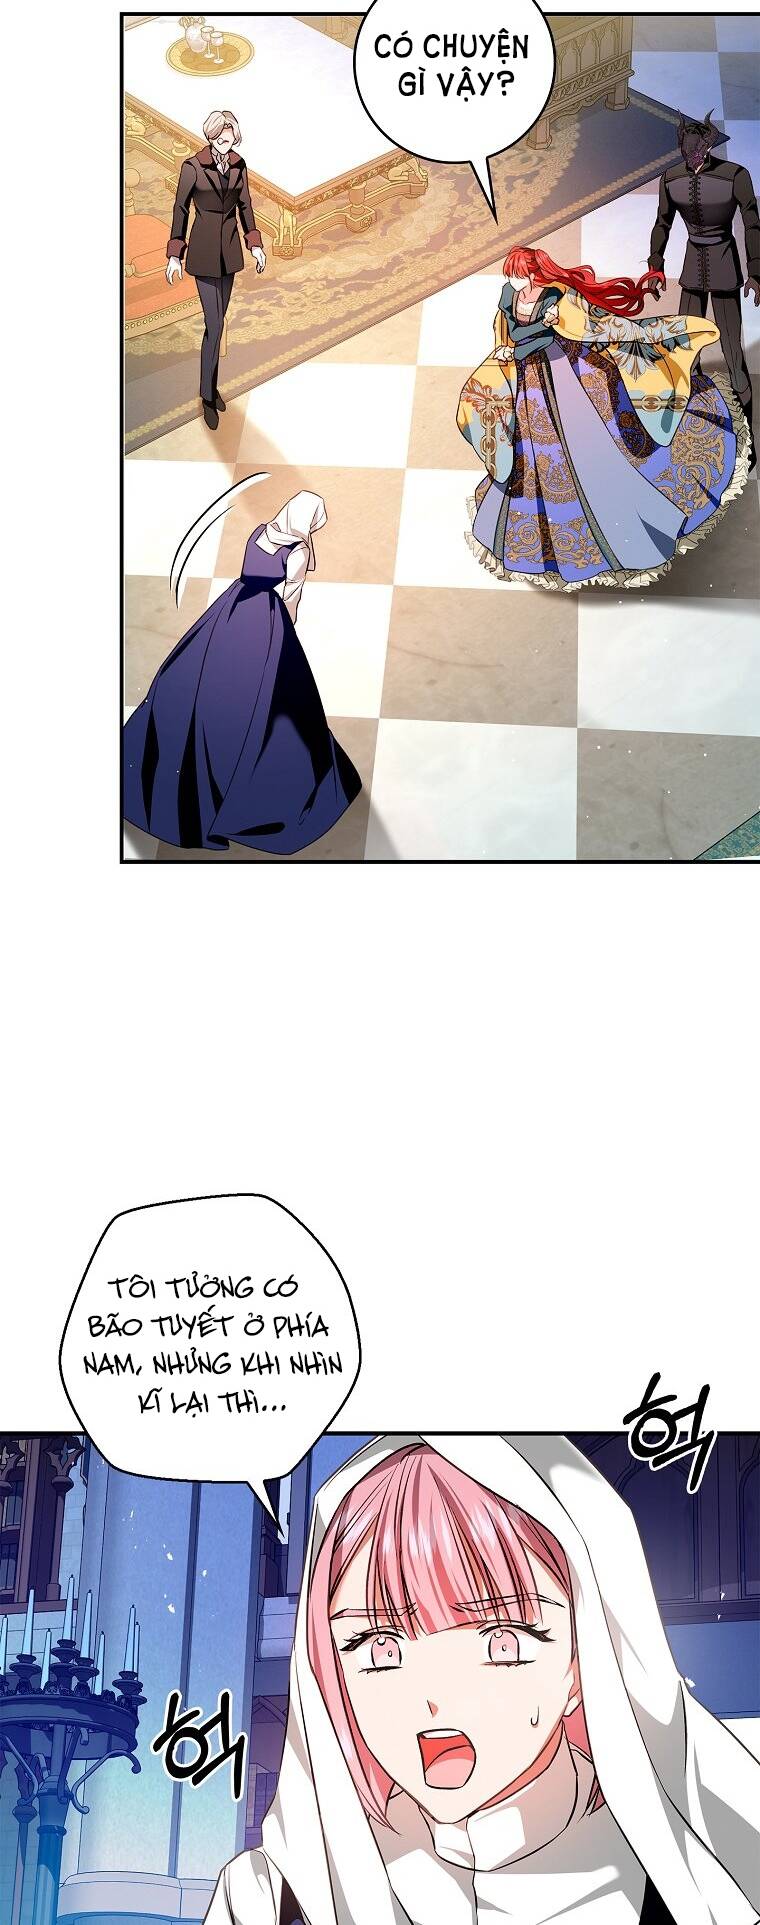 CÓ CHUYỆN
GÌ VẬY?
TÔI TƯỞNG CÓ
BÃO TUYẾT Ở PHÍA
NAM, NHƯNG KHI NHÌN
KĨ LẠI THÌ...
헉
헉